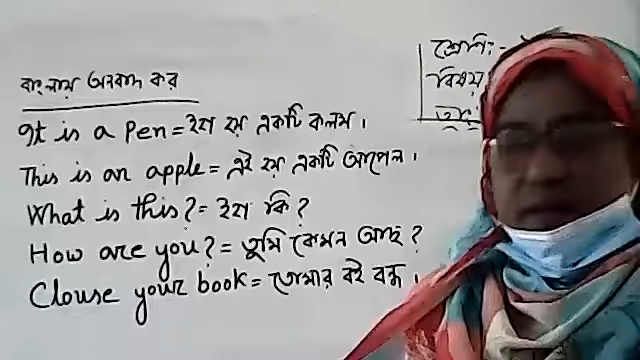 শ্রেণি:-
বিষয়
বাংলায় অনুবাদ কর
It is a Pen = ইহা হয় একটি কলম।
This is an apple = এই হয় একটি আপেল।
What is this? = ইহা কি?
How are you? = তুমি কেমন আছ?
Clouse your book = তোমার বই বন্ধ।